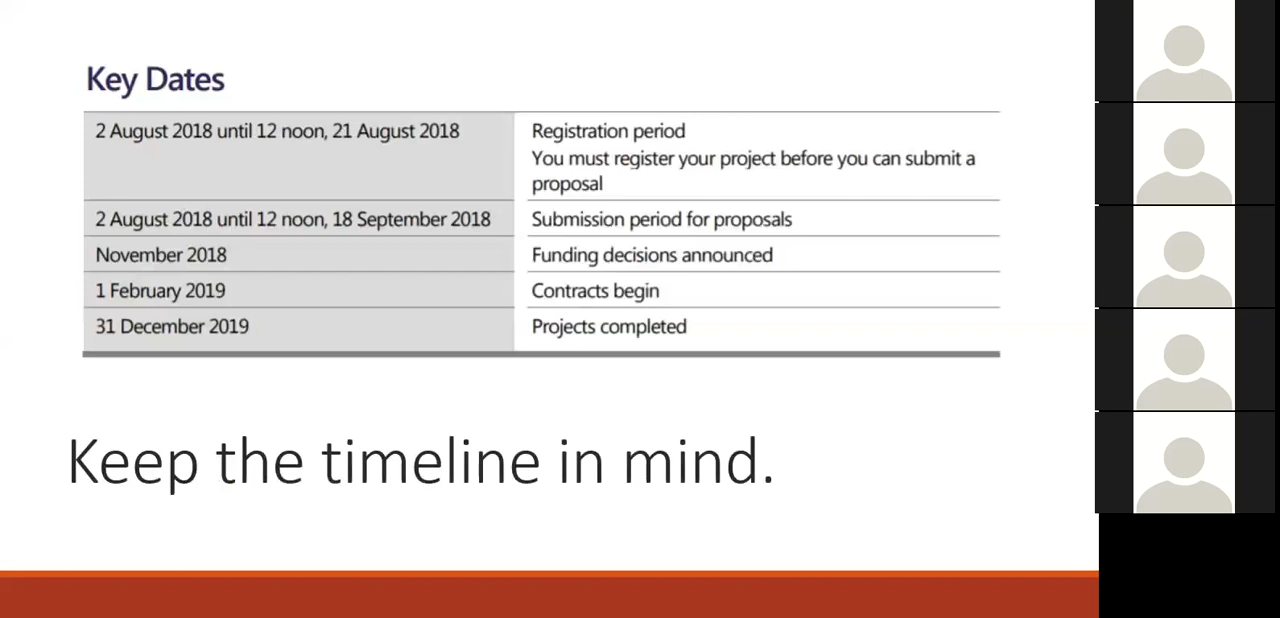 Key Dates
2 August 2018 until 12 noon, 21 August 2018
Registration period
You must register your project before you can submit a
proposal
2 August 2018 until 12 noon, 18 September 2018
Submission period for proposals
November 2018
Funding decisions announced
1 February 2019
Contracts begin
31 December 2019
Projects completed
Keep the timeline in mind.